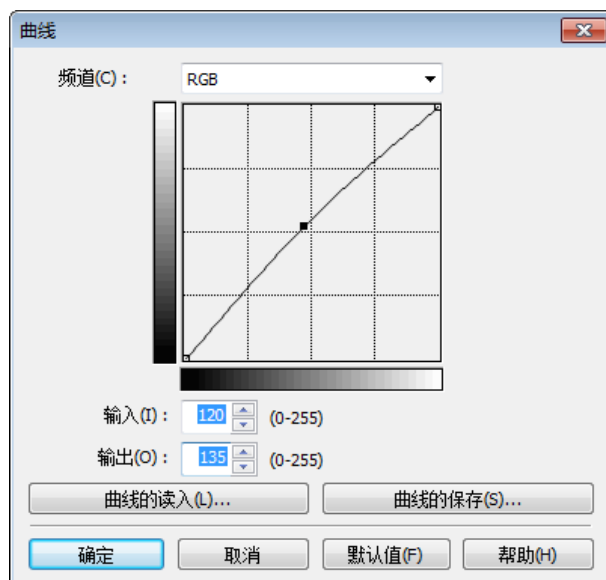 曲线
频道(C)： RGB
输入(I)： 120 (0-255)
输出(O)： 135 (0-255)
曲线的读入(L)... 曲线的保存(S)...
确定 取消 默认值(F) 帮助(H)